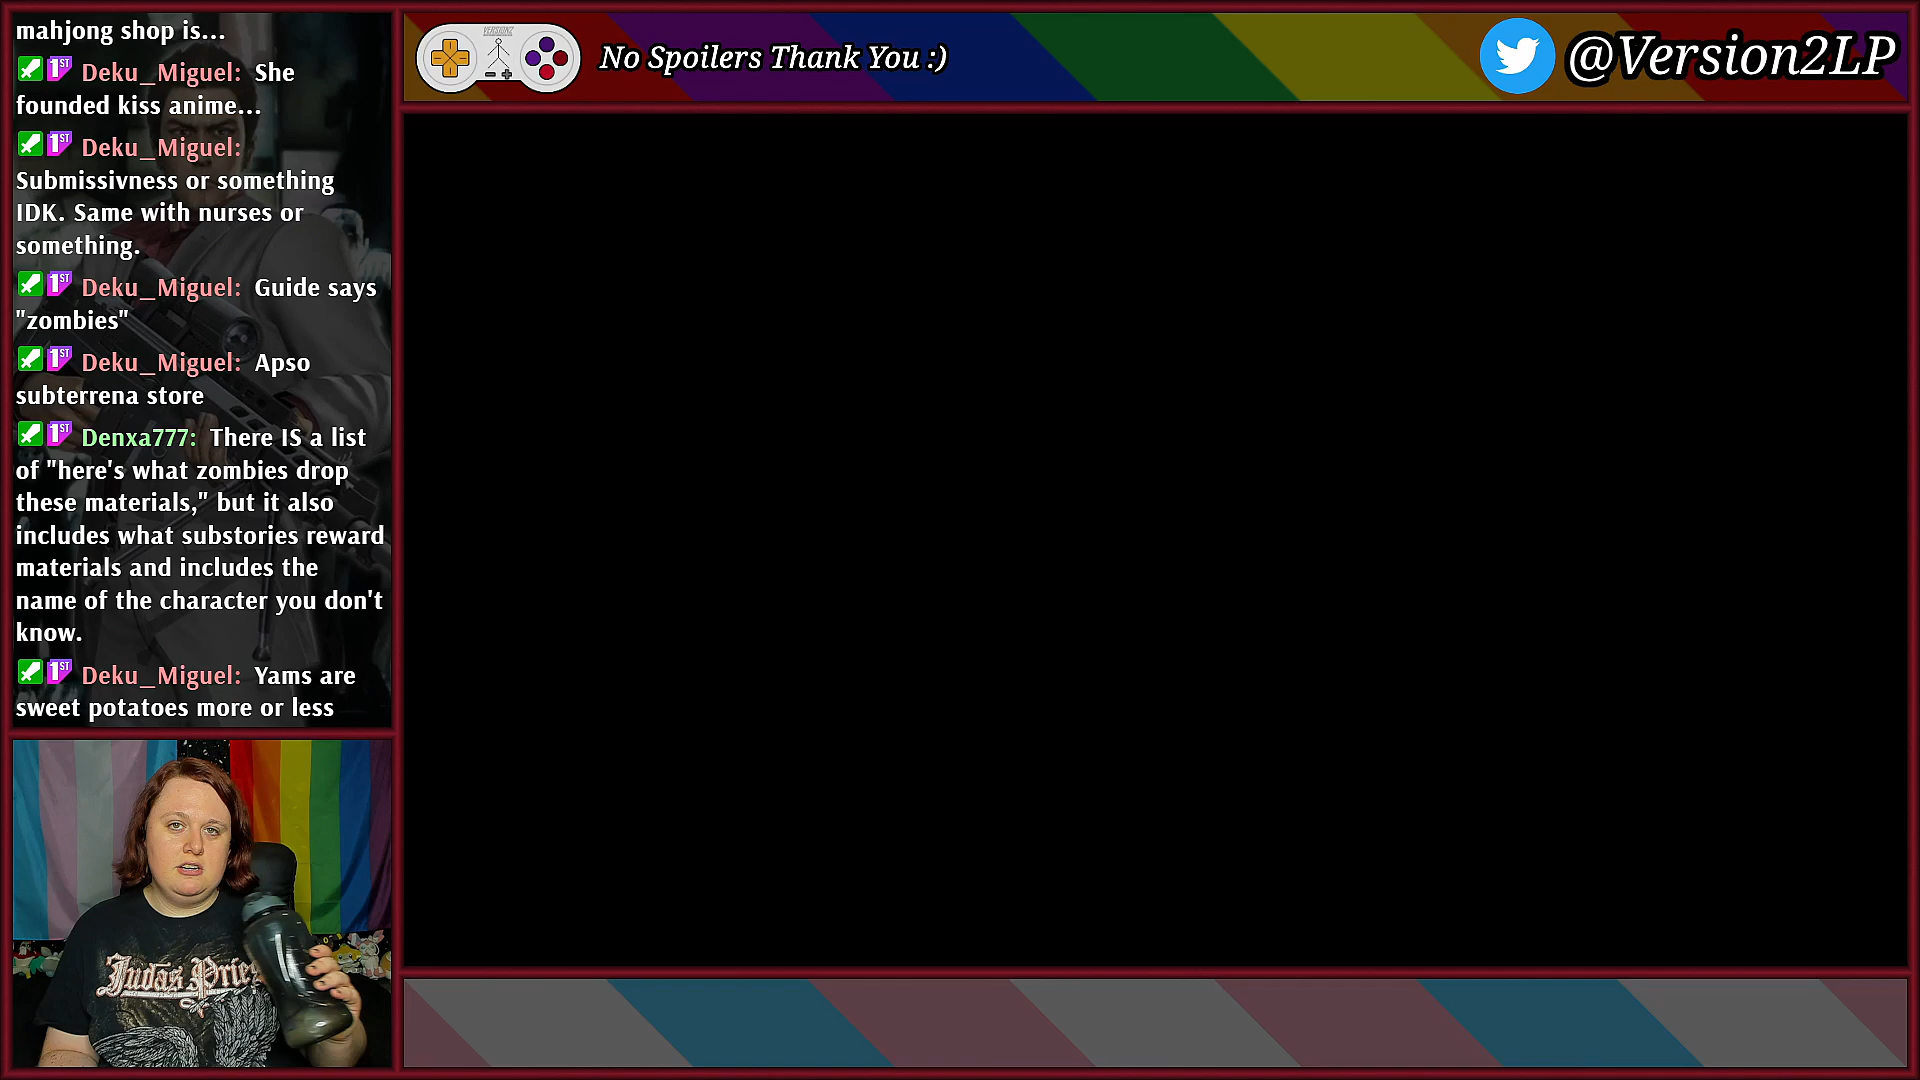 mahjong shop is...
Deku_Miguel: She
founded kiss anime...
Deku_Miguel:
Submissivness or something
IDK. Same with nurses or
something.
Deku_Miguel: Guide says
"zombies"
Deku_Miguel: Apso
subterrena store
Denxa777: There IS a list
of "here's what zombies drop
these materials," but it also
includes what substories reward
materials and includes the
name of the character you don't
know.
Deku_Miguel: Yams are
sweet potatoes more or less
VERSION2
No Spoilers Thank You :)
@Version2LP
Judas Pries